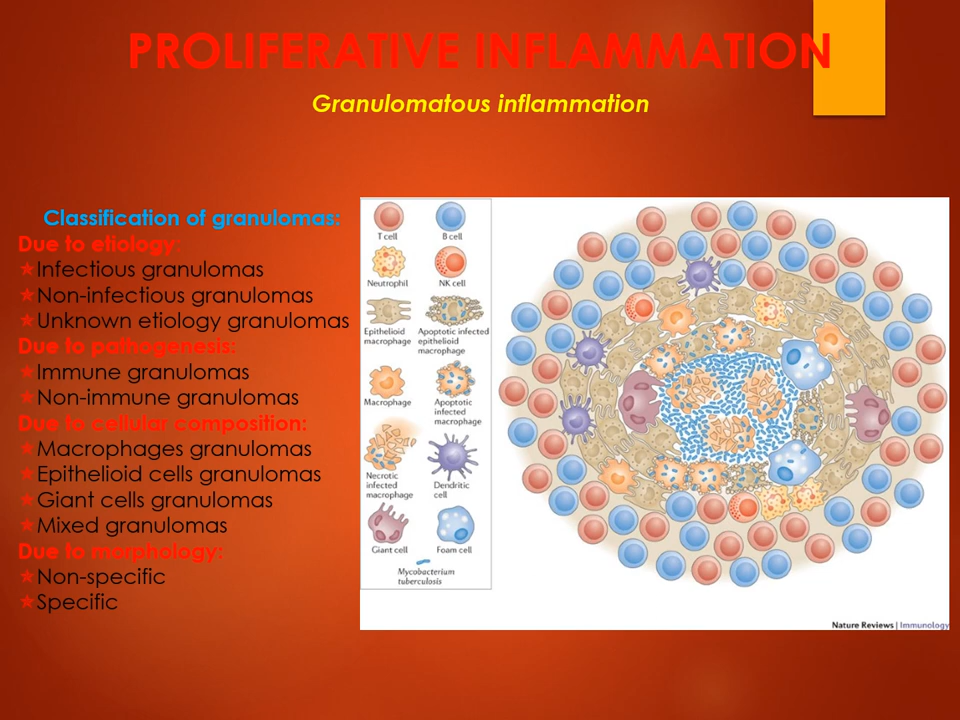 PROLIFERATIVE INFLAMMATION
Granulomatous inflammation
Classification of granulomas:
Due to etiology:
★Infectious granulomas
★Non-infectious granulomas
★Unknown etiology granulomas
Due to pathogenesis:
★Immune granulomas
★Non-immune granulomas
Due to cellular composition:
★Macrophages granulomas
★Epithelioid cells granulomas
★Giant cells granulomas
★Mixed granulomas
Due to morphology:
★Non-specific
★Specific
T cell
B cell
Neutrophil
NK cell
Epithelioid
macrophage
Apoptotic infected
epithelioid
macrophage
Macrophage
Apoptotic
infected
macrophage
Necrotic
infected
macrophage
Dendritic
cell
Giant cell
Foam cell
Mycobacterium
tuberculosis
Nature Reviews | Immunology